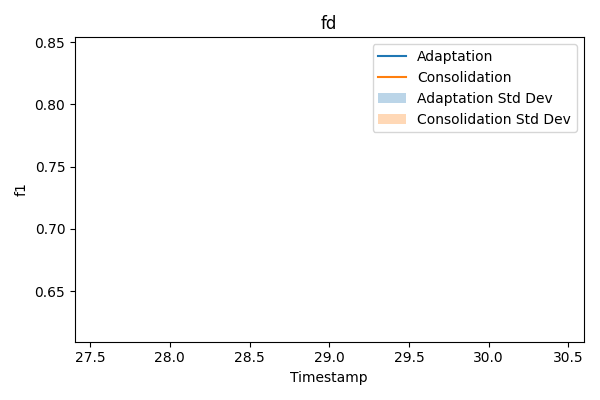 fd
0.85
0.80
0.75
0.70
0.65
f1
Adaptation
Consolidation
Adaptation Std Dev
Consolidation Std Dev
27.5 28.0 28.5 29.0 29.5 30.0 30.5
Timestamp